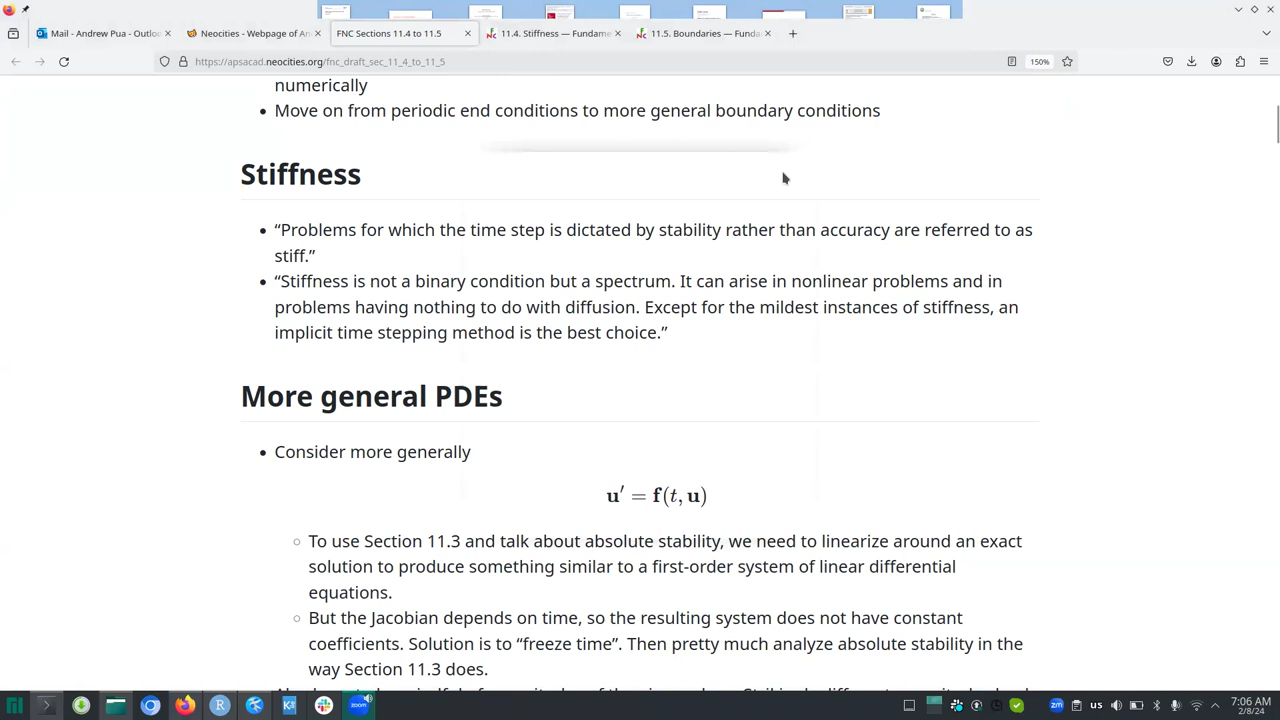 Mail - Andrew Pua - Outloo
Neocities - Webpage of An
FNC Sections 11.4 to 11.5
11.4. Stiffness — Fundame
11.5. Boundaries — Funda
https://apsacad.neocities.org/fnc_draft_sec_11_4_to_11_5
150%
numerically
• Move on from periodic end conditions to more general boundary conditions
Stiffness
• “Problems for which the time step is dictated by stability rather than accuracy are referred to as
stiff.”
• “Stiffness is not a binary condition but a spectrum. It can arise in nonlinear problems and in
problems having nothing to do with diffusion. Except for the mildest instances of stiffness, an
implicit time stepping method is the best choice.”
More general PDEs
• Consider more generally
u′ = f(t, u)
◦ To use Section 11.3 and talk about absolute stability, we need to linearize around an exact
solution to produce something similar to a first-order system of linear differential
equations.
◦ But the Jacobian depends on time, so the resulting system does not have constant
coefficients. Solution is to “freeze time”. Then pretty much analyze absolute stability in the
way Section 11.3 does.
zoom
zm
us
7:06 AM
2/8/24